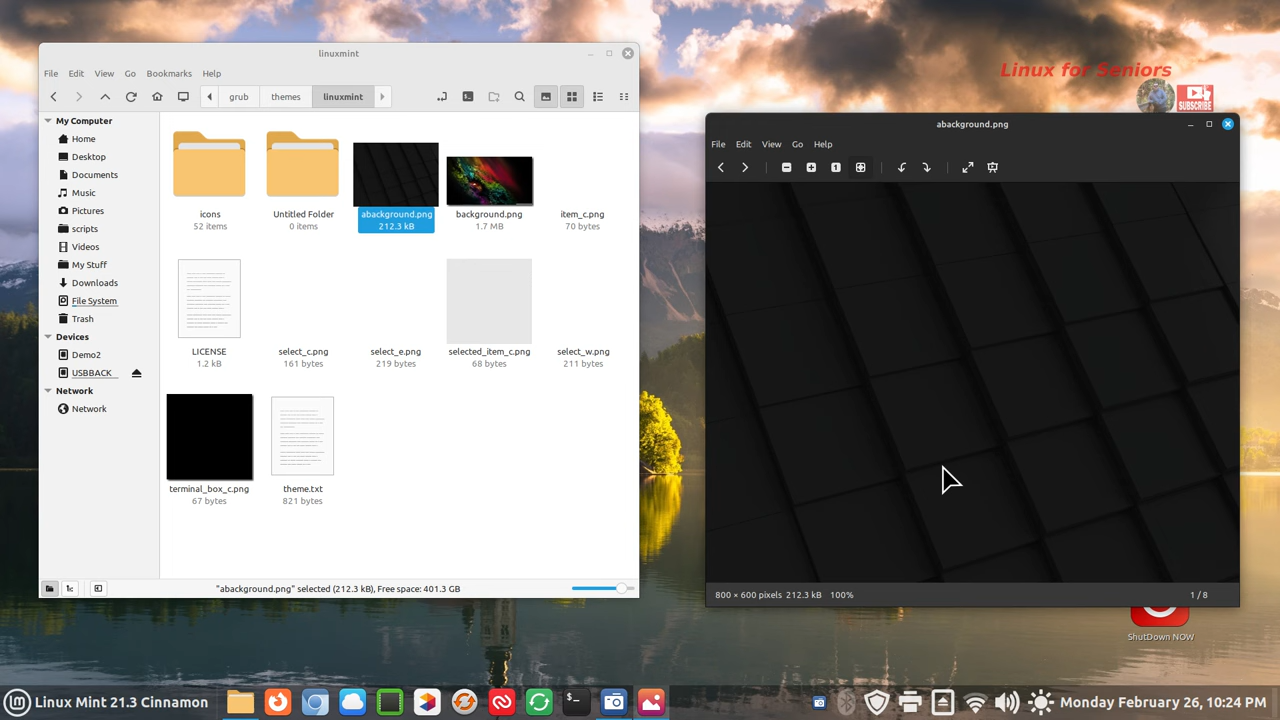 linuxmint
File Edit View Go Bookmarks Help
grub themes linuxmint
My Computer
Home
Desktop
Documents
Music
Pictures
scripts
Videos
My Stuff
Downloads
File System
Trash
Devices
Demo2
USBBACK
Network
Network
icons
52 items
Untitled Folder
0 items
abackground.png
212.3 kB
background.png
1.7 MB
item_c.png
70 bytes
LICENSE
1.2 kB
select_c.png
161 bytes
select_e.png
219 bytes
selected_item_c.png
68 bytes
select_w.png
211 bytes
terminal_box_c.png
67 bytes
theme.txt
821 bytes
"abackground.png" selected (212.3 kB), Free space: 401.3 GB
Linux for Seniors
SUBSCRIBE
abackground.png
File Edit View Go Help
800 × 600 pixels 212.3 kB 100%
1 / 8
ShutDown NOW
Linux Mint 21.3 Cinnamon
Monday February 26, 10:24 PM